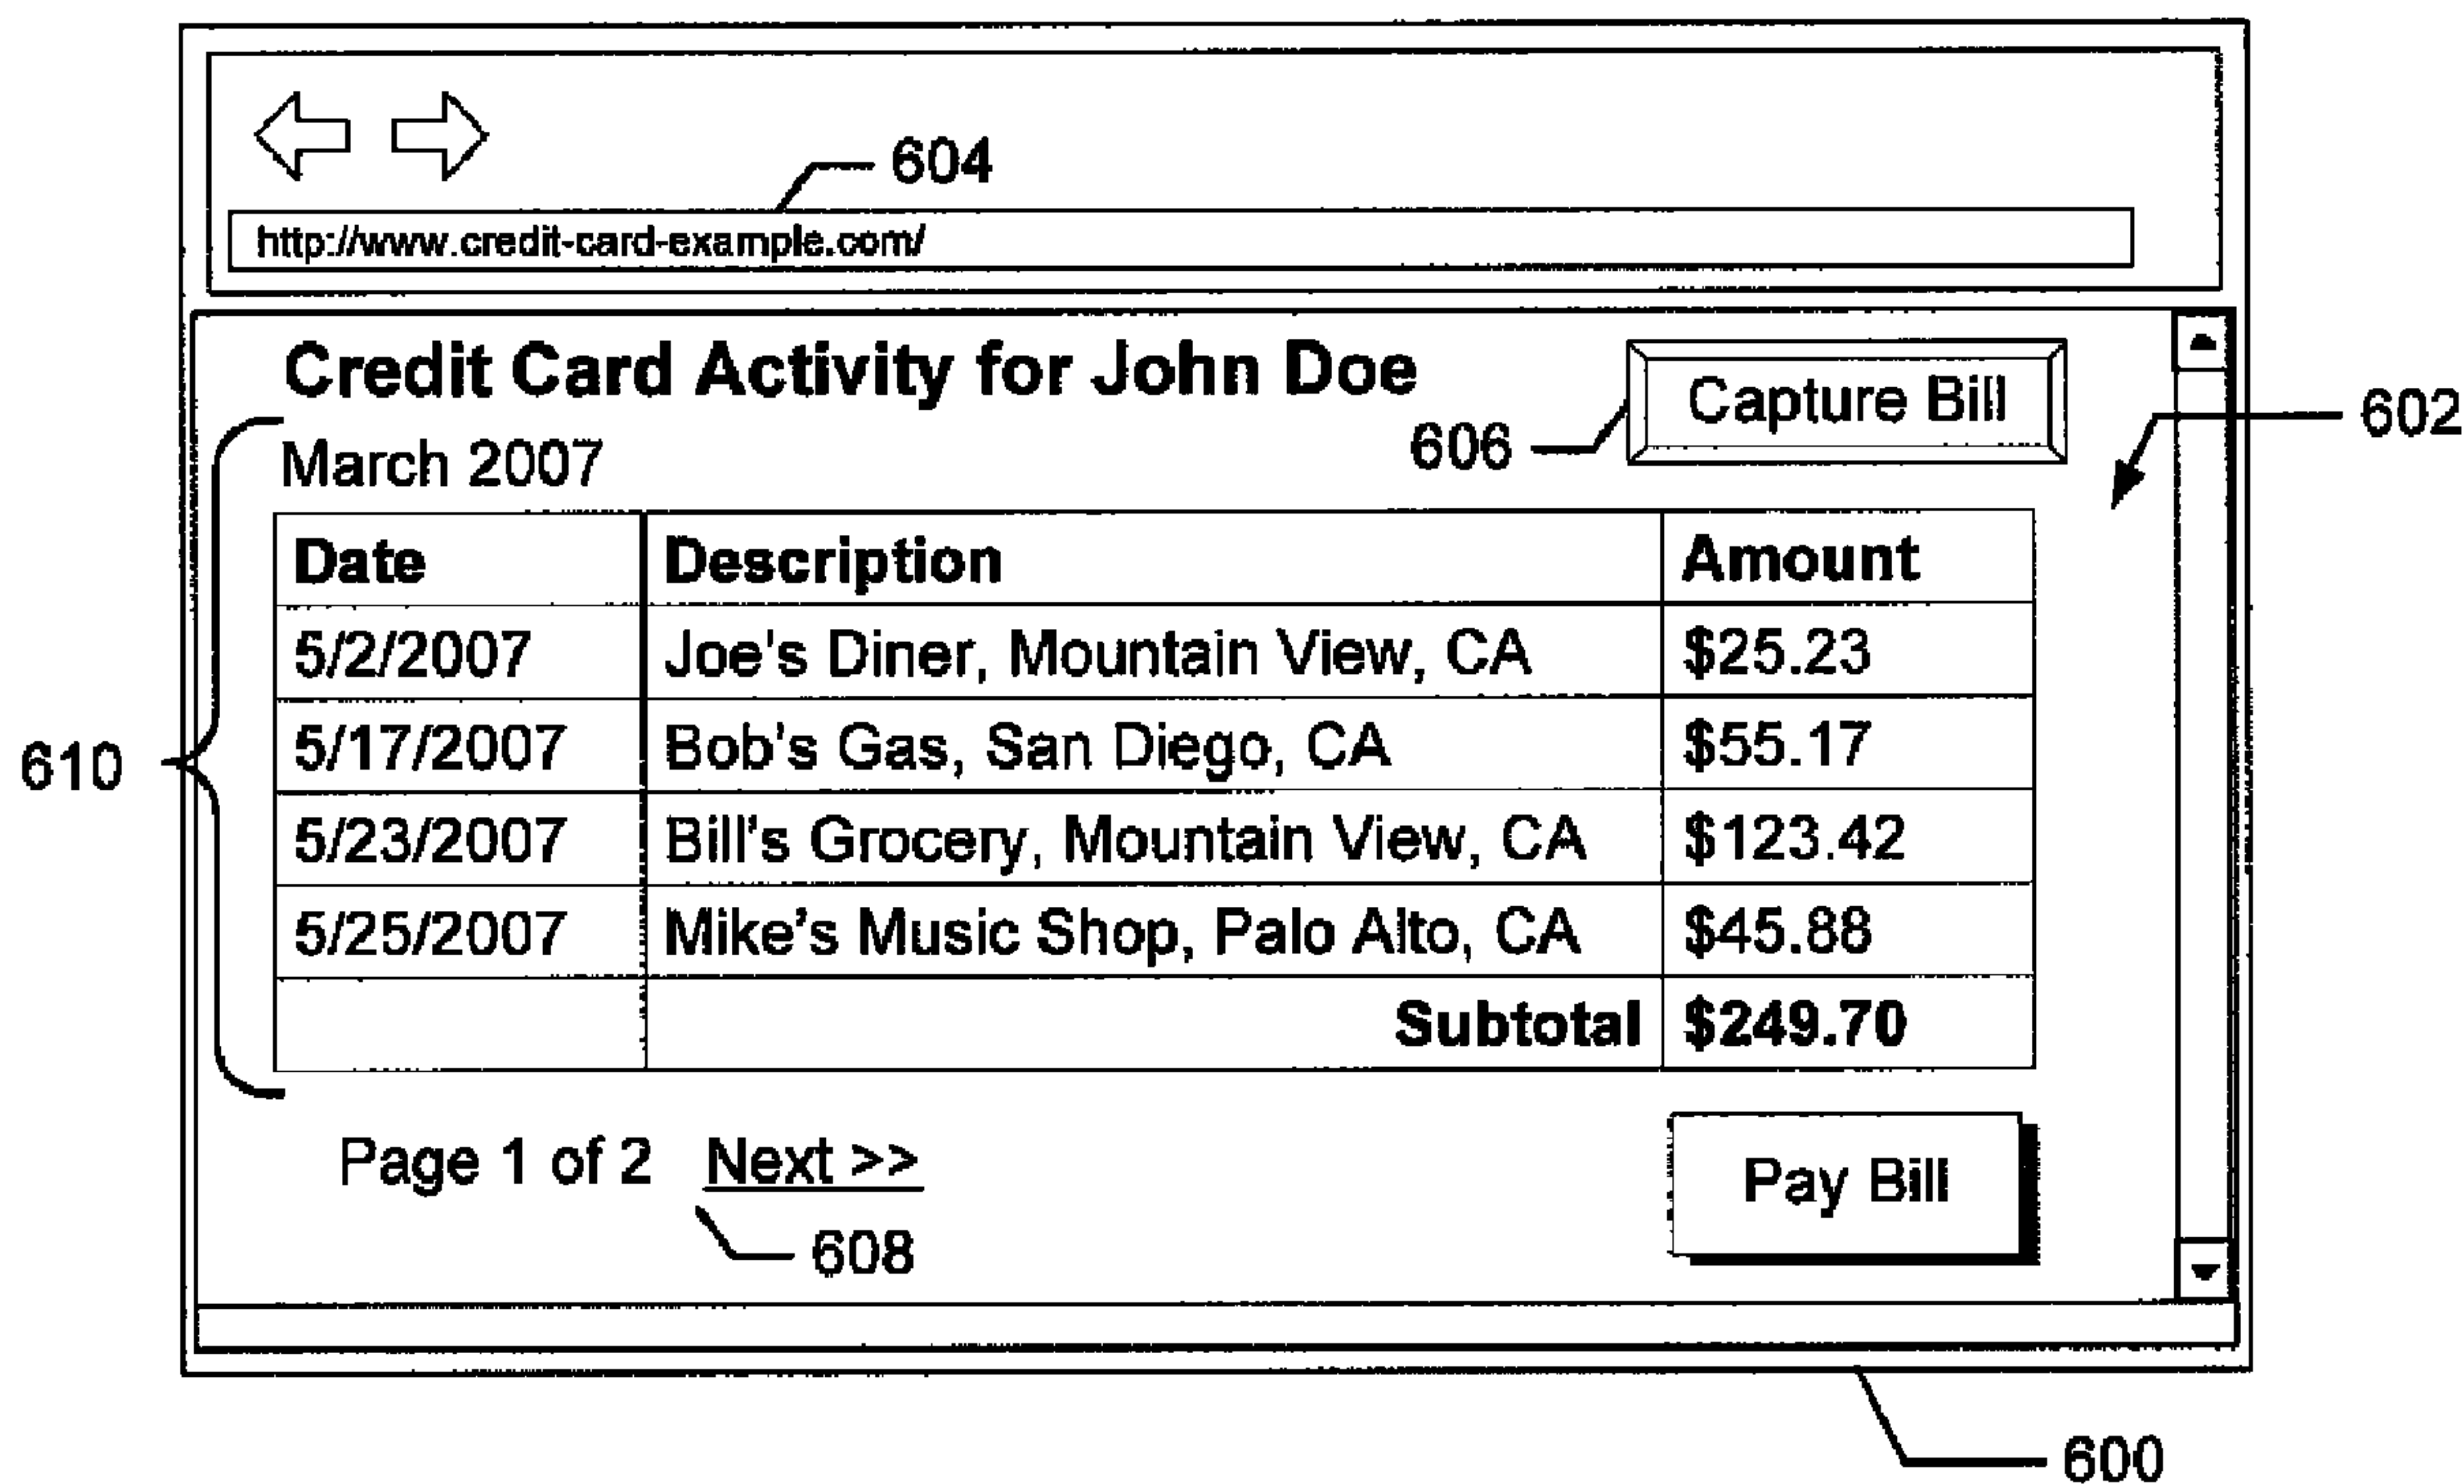 604
http://www.credit-card-example.com/
Credit Card Activity for John Doe
Capture Bill
602
606
March 2007
Date Description Amount
5/2/2007 Joe's Diner, Mountain View, CA $25.23
5/17/2007 Bob's Gas, San Diego, CA $55.17
610
5/23/2007 Bill's Grocery, Mountain View, CA $123.42
5/25/2007 Mike's Music Shop, Palo Alto, CA $45.88
Subtotal $249.70
Page 1 of 2 Next >>
Pay Bill
608
600